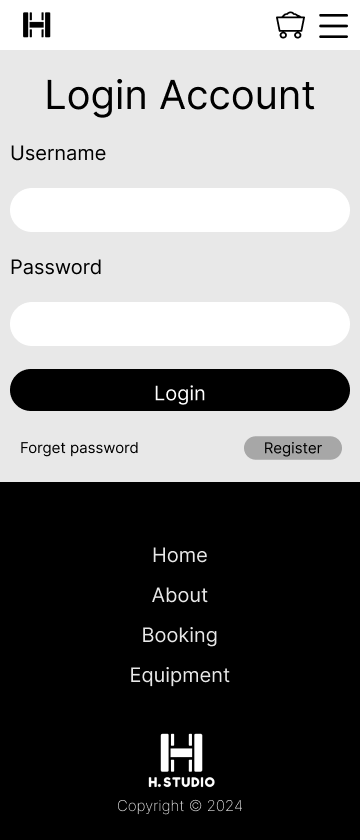 H
Login Account
Username
Password
Login
Forget password
Register
Home
About
Booking
Equipment
H
H.STUDIO
Copyright © 2024